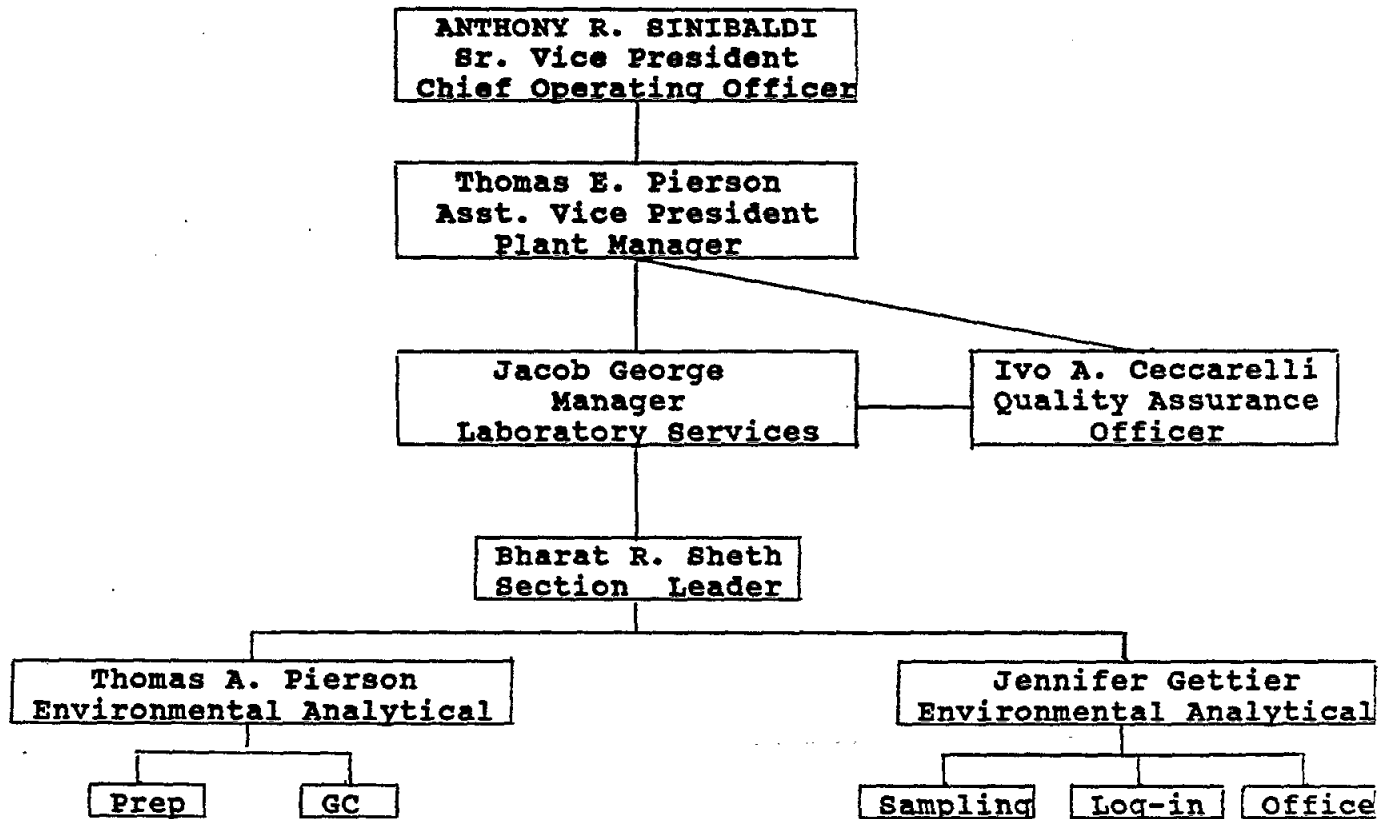 ANTHONY R. SINIBALDI
Sr. Vice President
Chief Operating Officer
Thomas E. Pierson
Asst. Vice President
Plant Manager
Jacob George
Manager
Laboratory Services
Ivo A. Ceccarelli
Quality Assurance
Officer
Bharat R. Sheth
Section Leader
Thomas A. Pierson
Environmental Analytical
Jennifer Gettier
Environmental Analytical
Prep
GC
Sampling
Log-in
Office